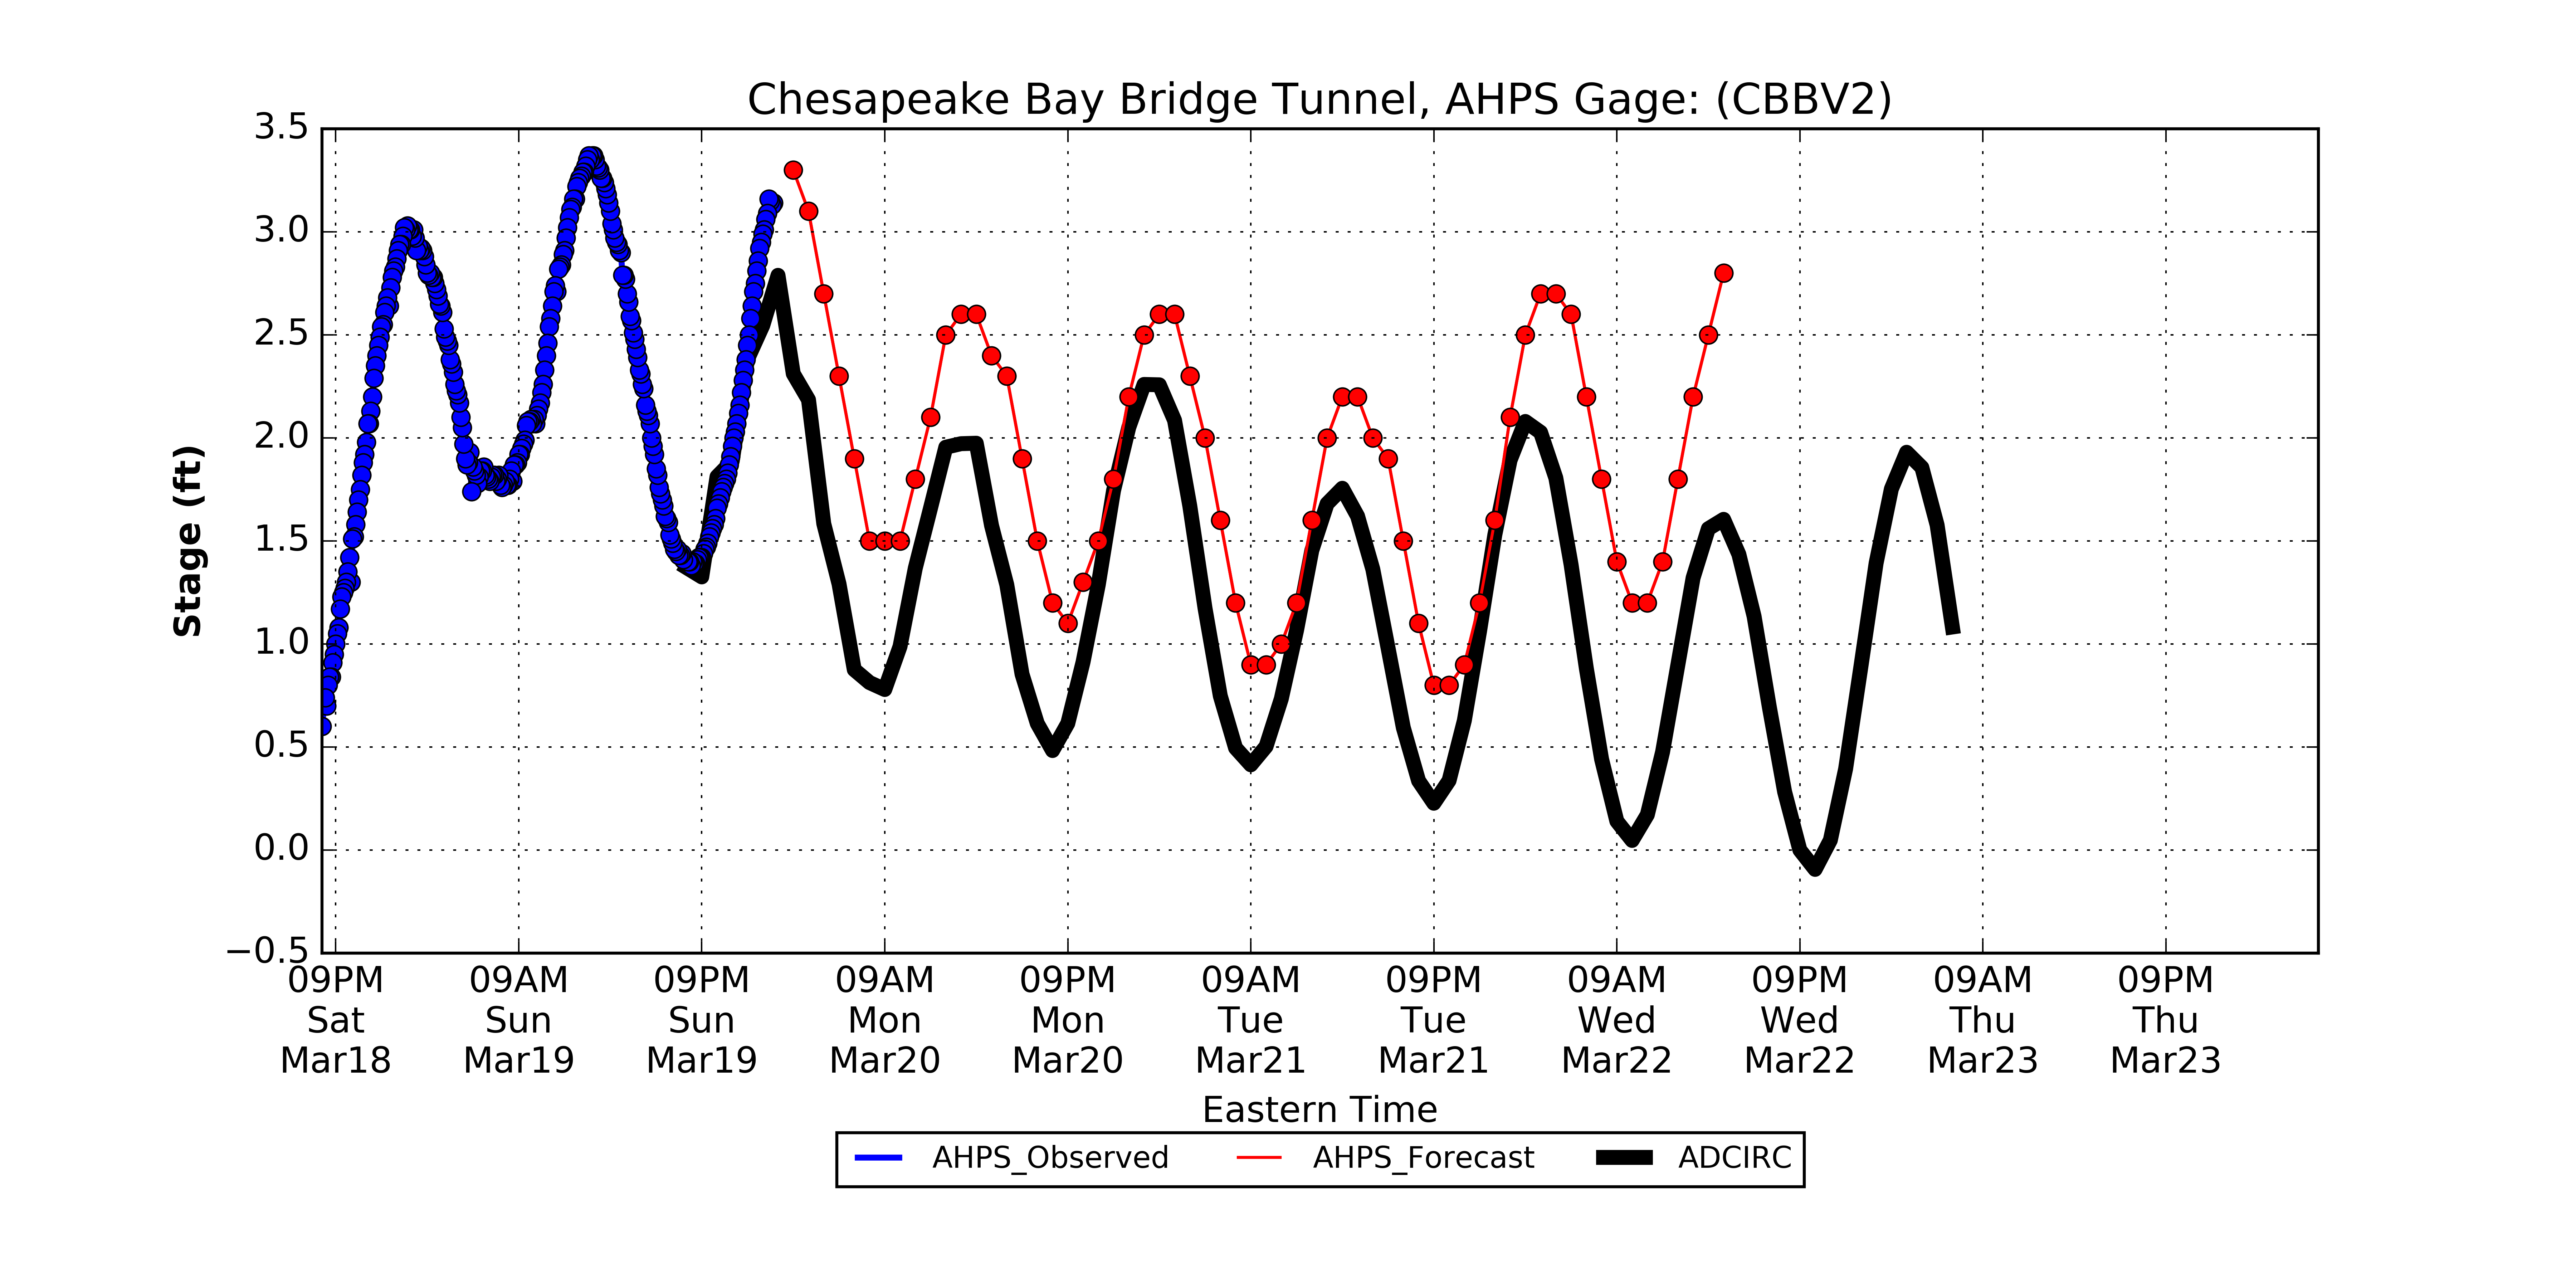 Chesapeake Bay Bridge Tunnel, AHPS Gage: (CBBV2)
3.5
3.0
2.5
2.0
1.5
1.0
0.5
0.0
−0.5
Stage (ft)
09PM 09AM 09PM 09AM 09PM 09AM 09PM 09AM 09PM 09AM 09PM
Sat Sun Sun Mon Mon Tue Tue Wed Wed Thu Thu
Mar18 Mar19 Mar19 Mar20 Mar20 Mar21 Mar21 Mar22 Mar22 Mar23 Mar23
Eastern Time
AHPS_Observed AHPS_Forecast ADCIRC